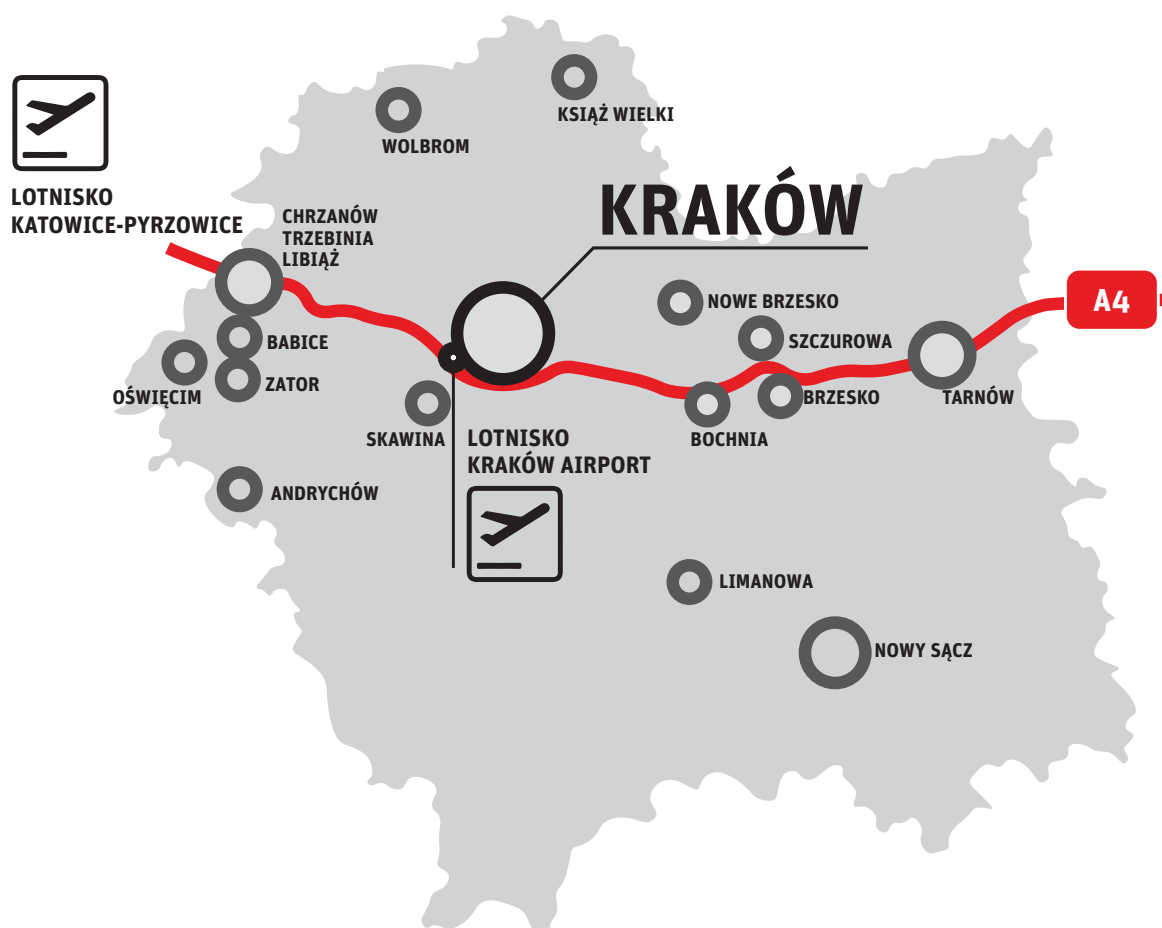 KSIĄŻ WIELKI
WOLBROM
LOTNISKO
KATOWICE-PYRZOWICE
CHRZANÓW
TRZEBINIA
LIBIĄŻ
KRAKÓW
NOWE BRZESKO
A4
BABICE
SZCZUROWA
OŚWIĘCIM
ZATOR
BRZESKO
TARNÓW
SKAWINA
BOCHNIA
LOTNISKO
KRAKÓW AIRPORT
ANDRYCHÓW
LIMANOWA
NOWY SĄCZ